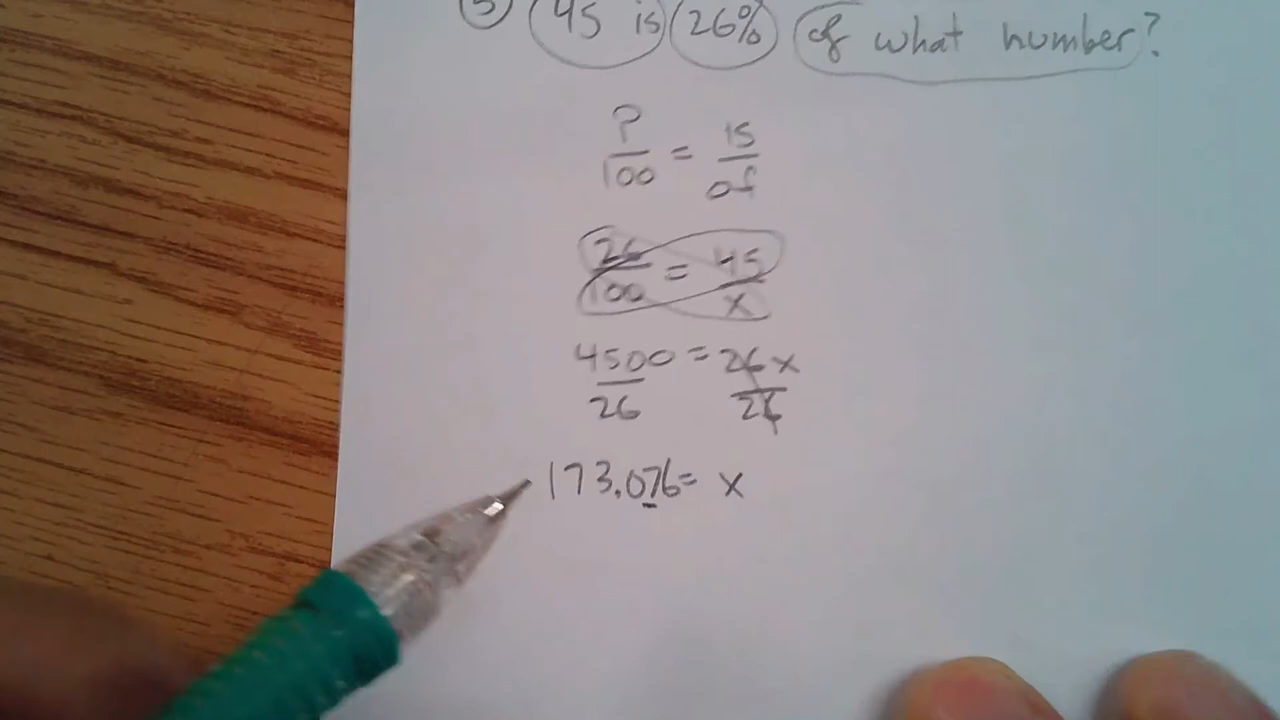 5 45 is 26% of what number?
P/100 = is/of
26/100 = 45/x
4500/26 = 26x/26
173.076= x